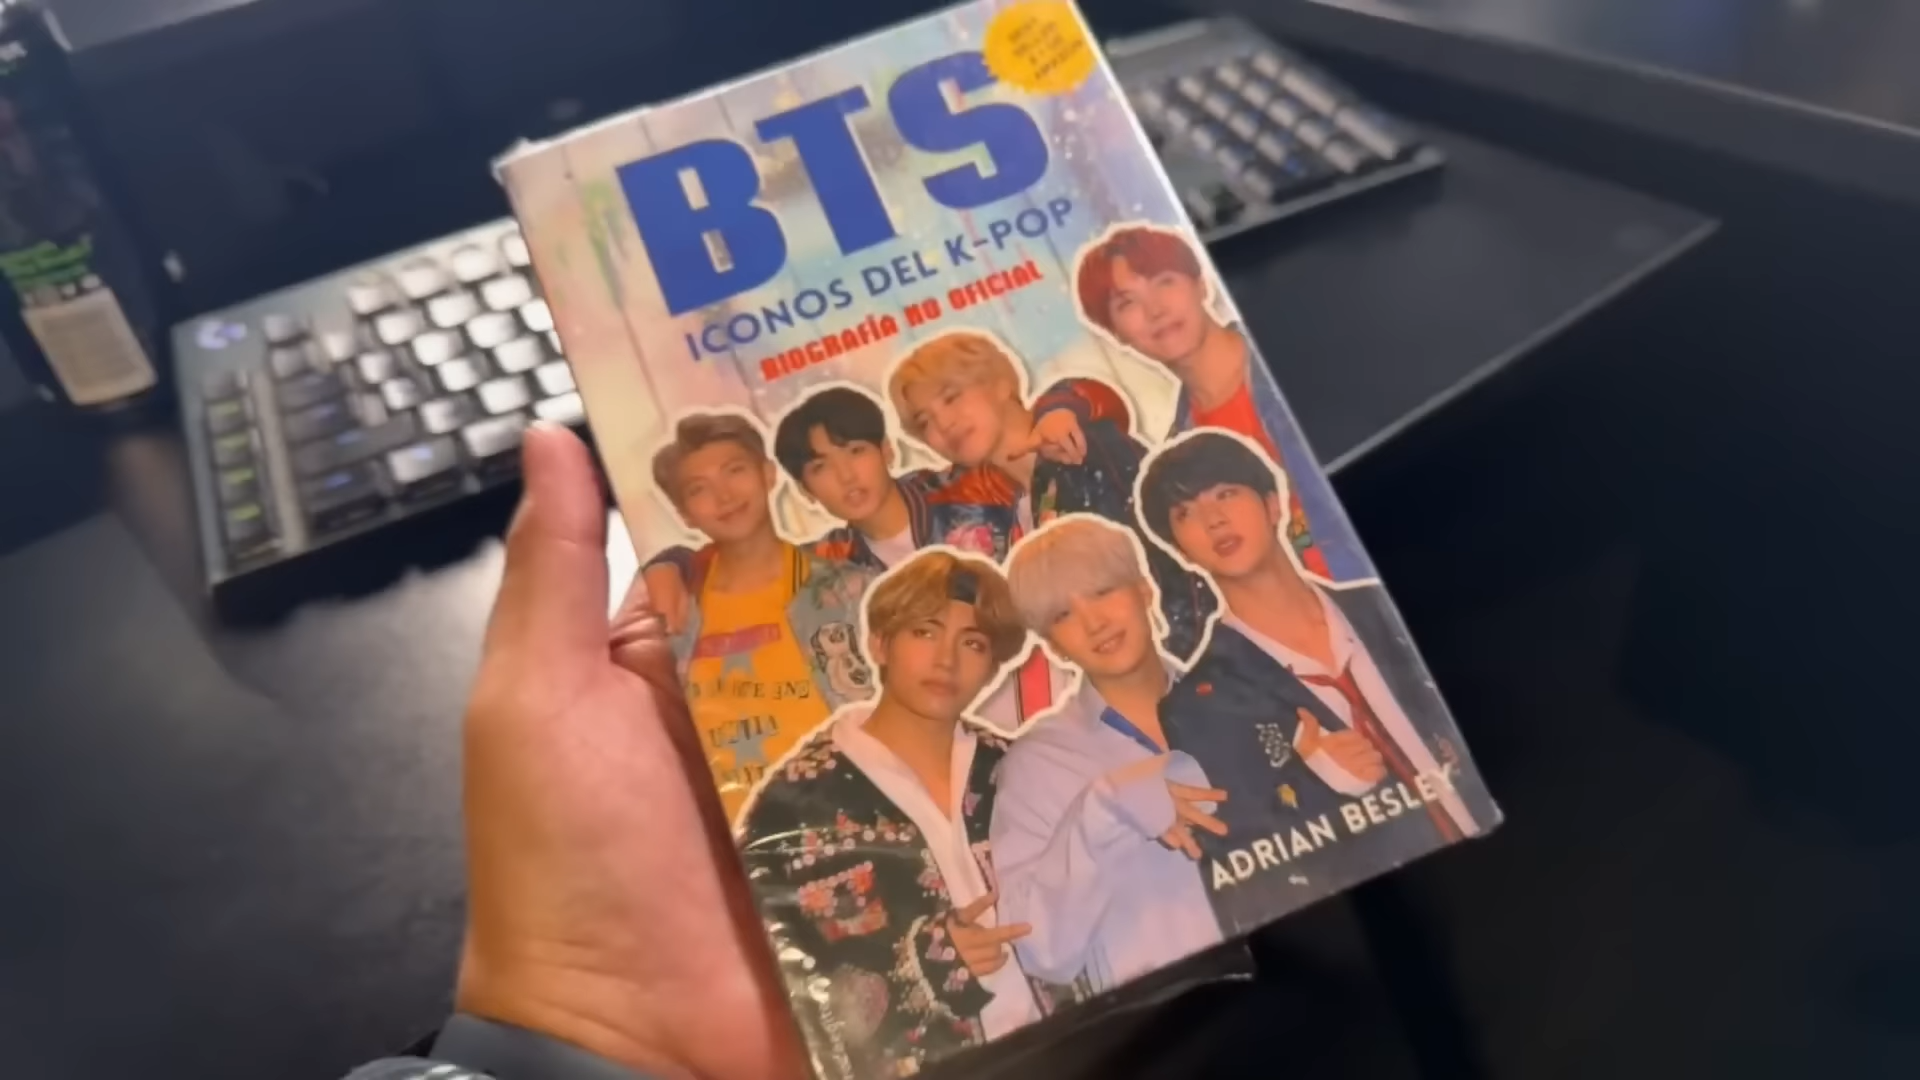 BTS
ICONOS DEL K-POP
BIOGRAFÍA NO OFICIAL
ADRIAN BESLEY